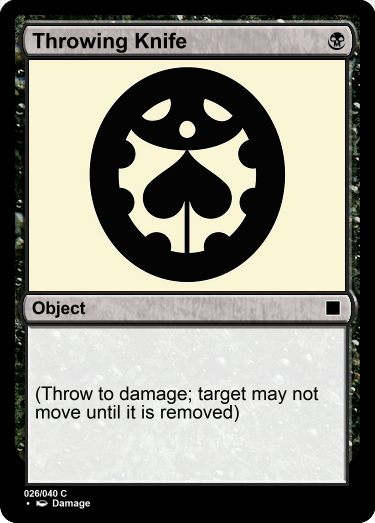 Throwing Knife
Object
(Throw to damage; target may not
move until it is removed)
026/040 C
• Damage